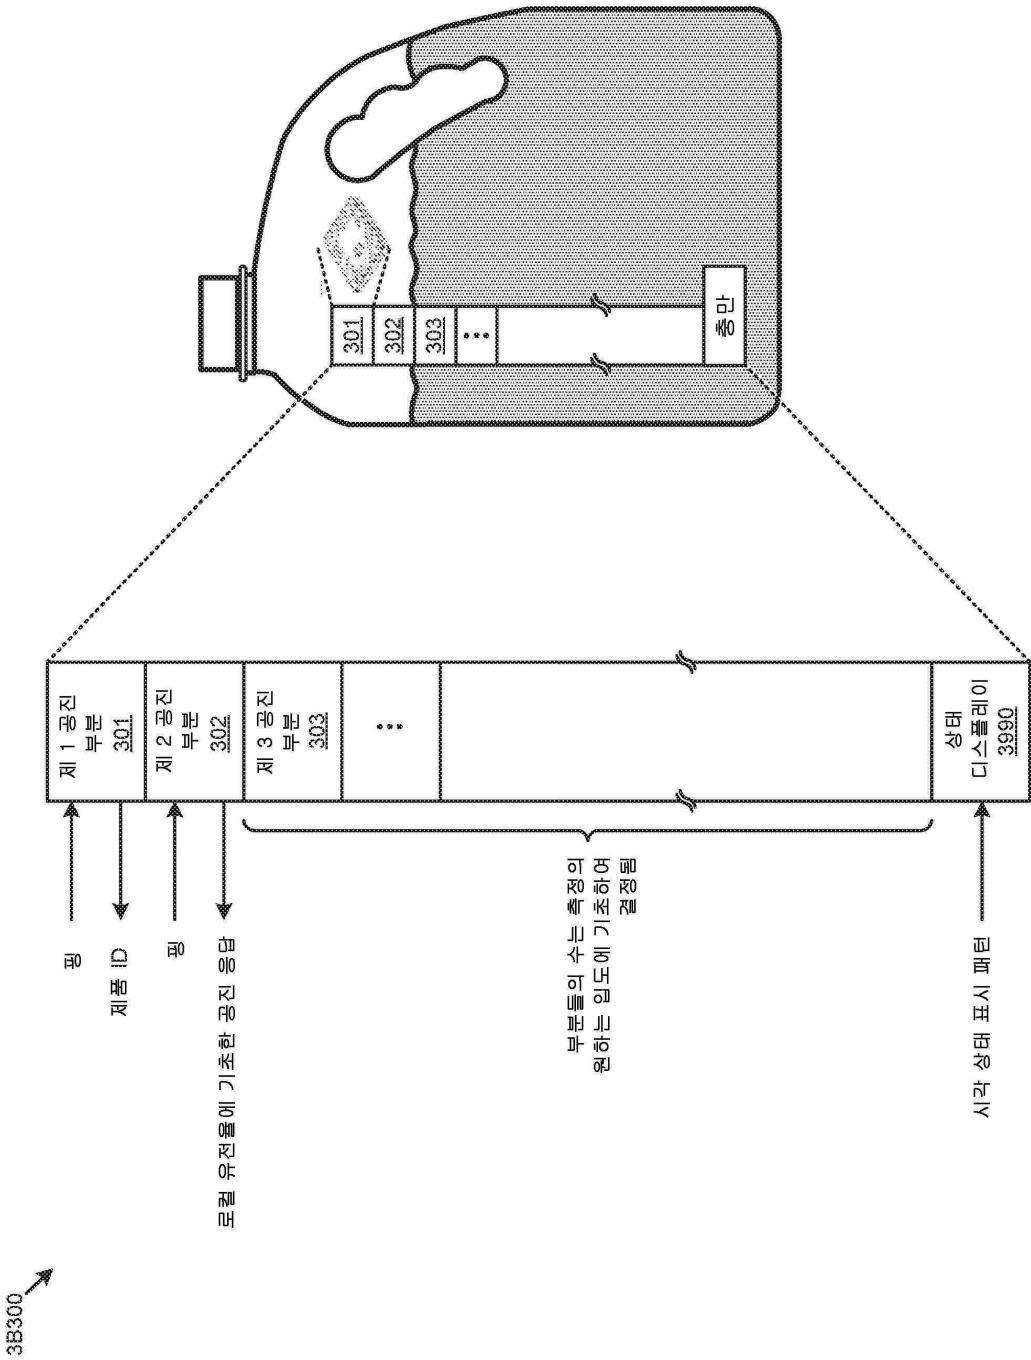 3B300
핑
제품 ID
핑
로컬 유전율에 기초한 공진 응답
부분들의 수는 측정의
원하는 입도에 기초하여
결정됨
시각 상태 표시 패턴
제 1 공진
부분
301
제 2 공진
부분
302
제 3 공진
부분
303
...
상태
디스플레이
3990
301
302
303
...
충만